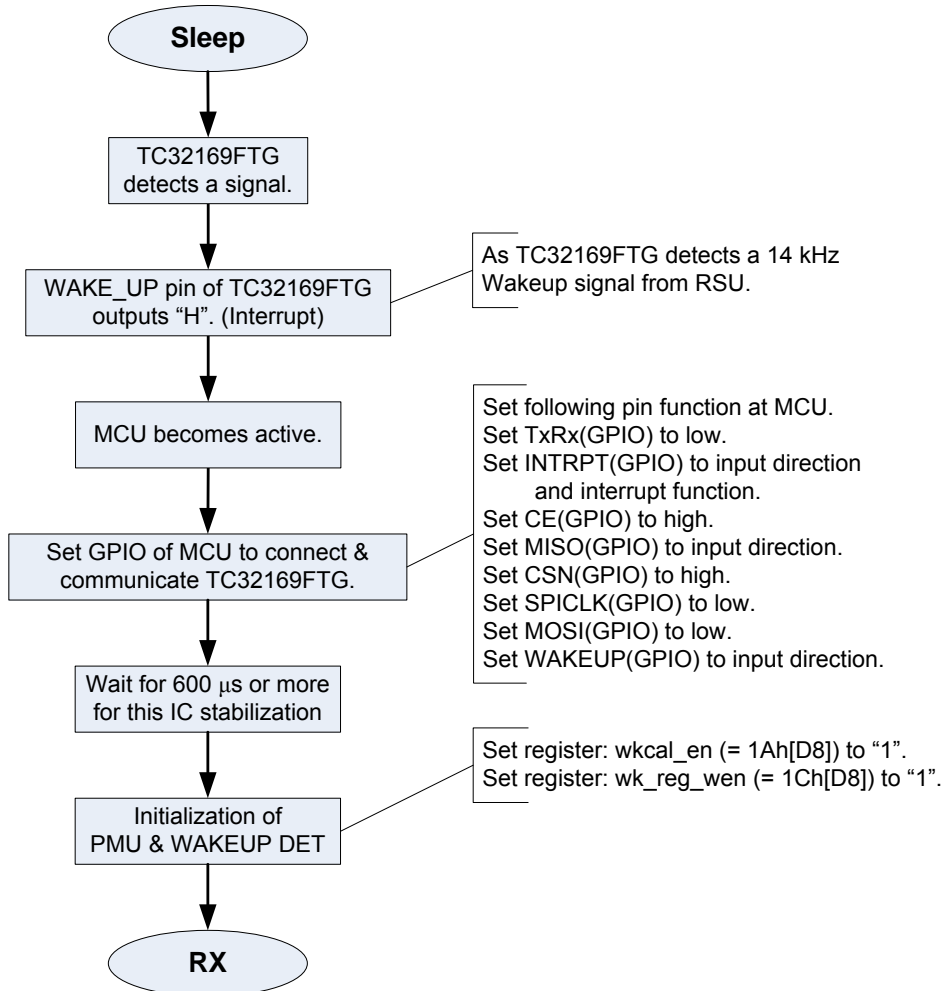 Sleep
TC32169FTG
detects a signal.
WAKE_UP pin of TC32169FTG
outputs “H”. (Interrupt)
As TC32169FTG detects a 14 kHz
Wakeup signal from RSU.
MCU becomes active.
Set GPIO of MCU to connect &
communicate TC32169FTG.
Set following pin function at MCU.
Set TxRx(GPIO) to low.
Set INTRPT(GPIO) to input direction
and interrupt function.
Set CE(GPIO) to high.
Set MISO(GPIO) to input direction.
Set CSN(GPIO) to high.
Set SPICLK(GPIO) to low.
Set MOSI(GPIO) to low.
Set WAKEUP(GPIO) to input direction.
Wait for 600 μs or more
for this IC stabilization
Initialization of
PMU & WAKEUP DET
Set register: wkcal_en (= 1Ah[D8]) to “1”.
Set register: wk_reg_wen (= 1Ch[D8]) to “1”.
RX